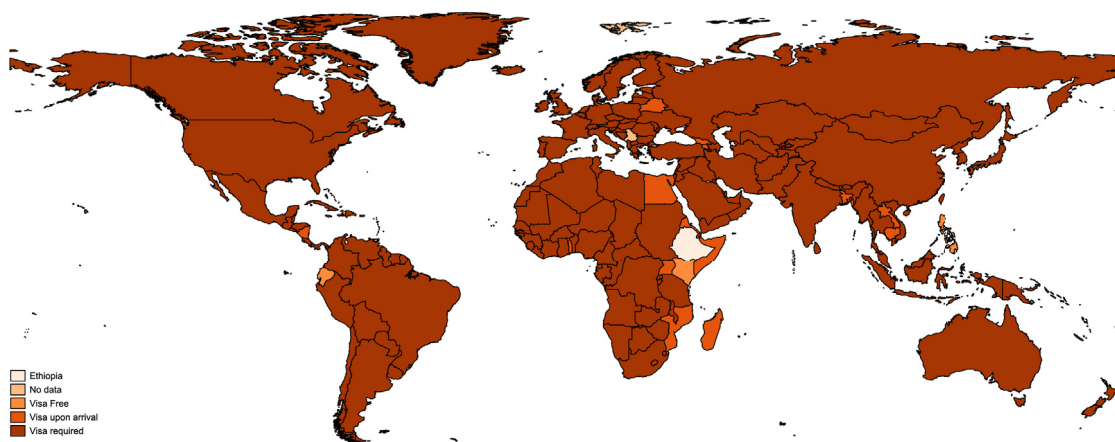 Ethiopia
No data
Visa Free
Visa upon arrival
Visa required